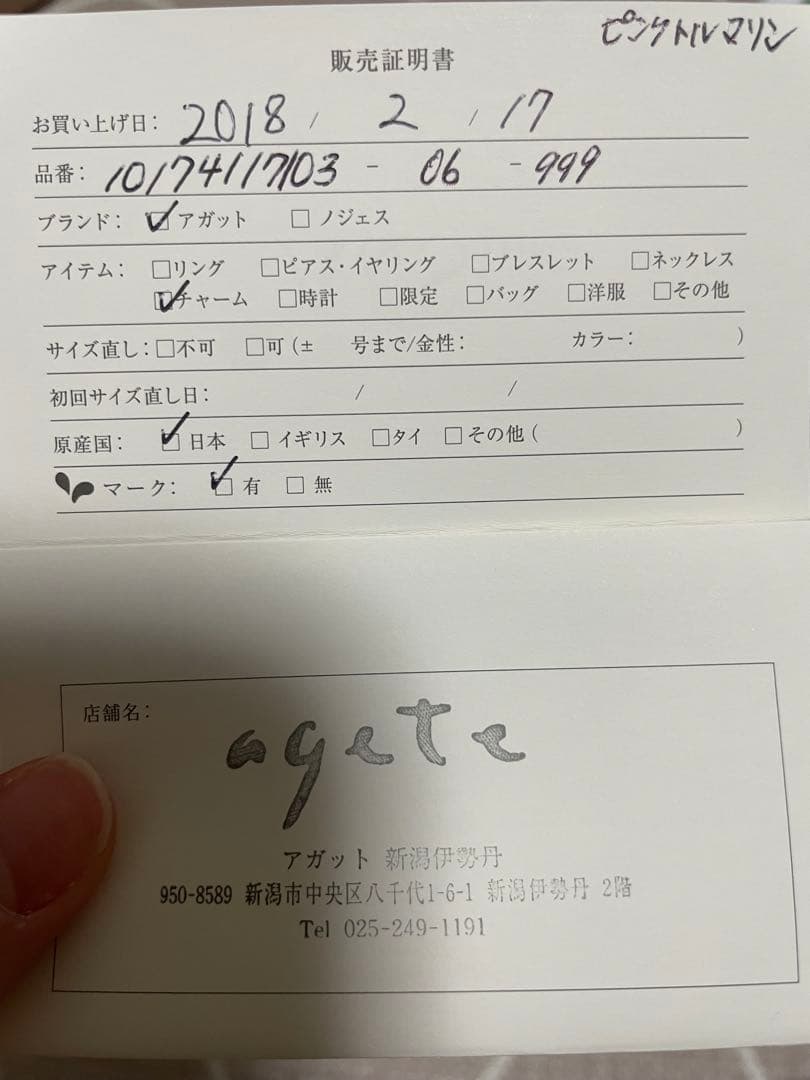 ピンクトルマリン
販売証明書
お買い上げ日: 2018 / 2 / 17
品番: 10174117103 - 06 - 999
ブランド: ☑アガット □ノジェス
アイテム: □リング □ピアス・イヤリング □ブレスレット □ネックレス
☑チャーム □時計 □限定 □バッグ □洋服 □その他
サイズ直し: □不可 □可(± 号まで/金性: カラー: )
初回サイズ直し日: / /
原産国: ☑日本 □イギリス □タイ □その他( )
マーク: ☑有 □無
店舗名:
agete
アガット 新潟伊勢丹
950-8589 新潟市中央区八千代1-6-1 新潟伊勢丹 2階
Tel 025-249-1191